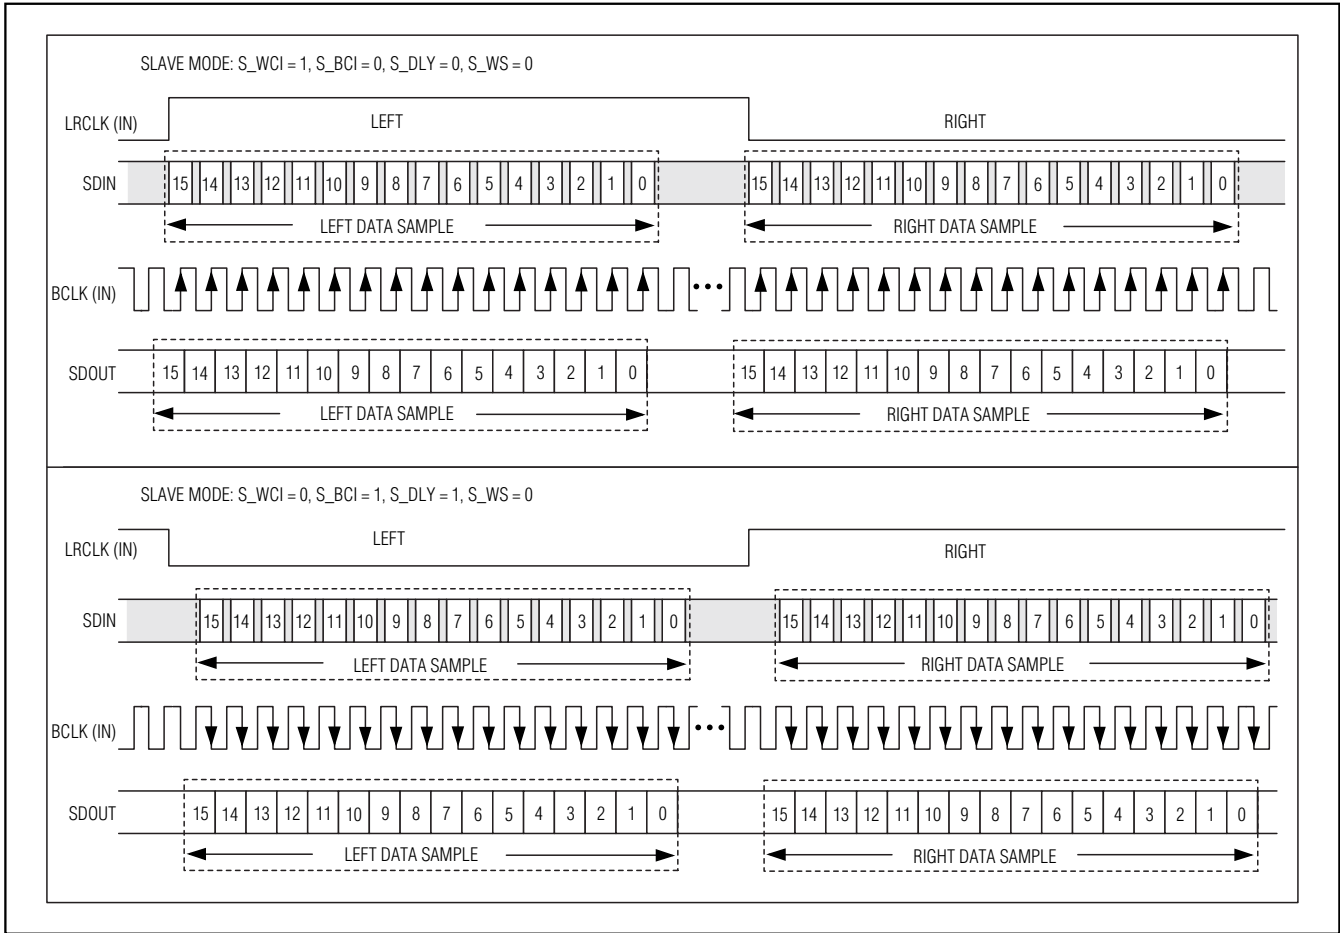 SLAVE MODE: S_WCI = 1, S_BCI = 0, S_DLY = 0, S_WS = 0
LRCLK (IN) LEFT RIGHT
SDIN 15 14 13 12 11 10 9 8 7 6 5 4 3 2 1 0 15 14 13 12 11 10 9 8 7 6 5 4 3 2 1 0
LEFT DATA SAMPLE RIGHT DATA SAMPLE
BCLK (IN)
SDOUT 15 14 13 12 11 10 9 8 7 6 5 4 3 2 1 0 15 14 13 12 11 10 9 8 7 6 5 4 3 2 1 0
LEFT DATA SAMPLE RIGHT DATA SAMPLE
SLAVE MODE: S_WCI = 0, S_BCI = 1, S_DLY = 1, S_WS = 0
LRCLK (IN) LEFT RIGHT
SDIN 15 14 13 12 11 10 9 8 7 6 5 4 3 2 1 0 15 14 13 12 11 10 9 8 7 6 5 4 3 2 1 0
LEFT DATA SAMPLE RIGHT DATA SAMPLE
BCLK (IN)
SDOUT 15 14 13 12 11 10 9 8 7 6 5 4 3 2 1 0 15 14 13 12 11 10 9 8 7 6 5 4 3 2 1 0
LEFT DATA SAMPLE RIGHT DATA SAMPLE